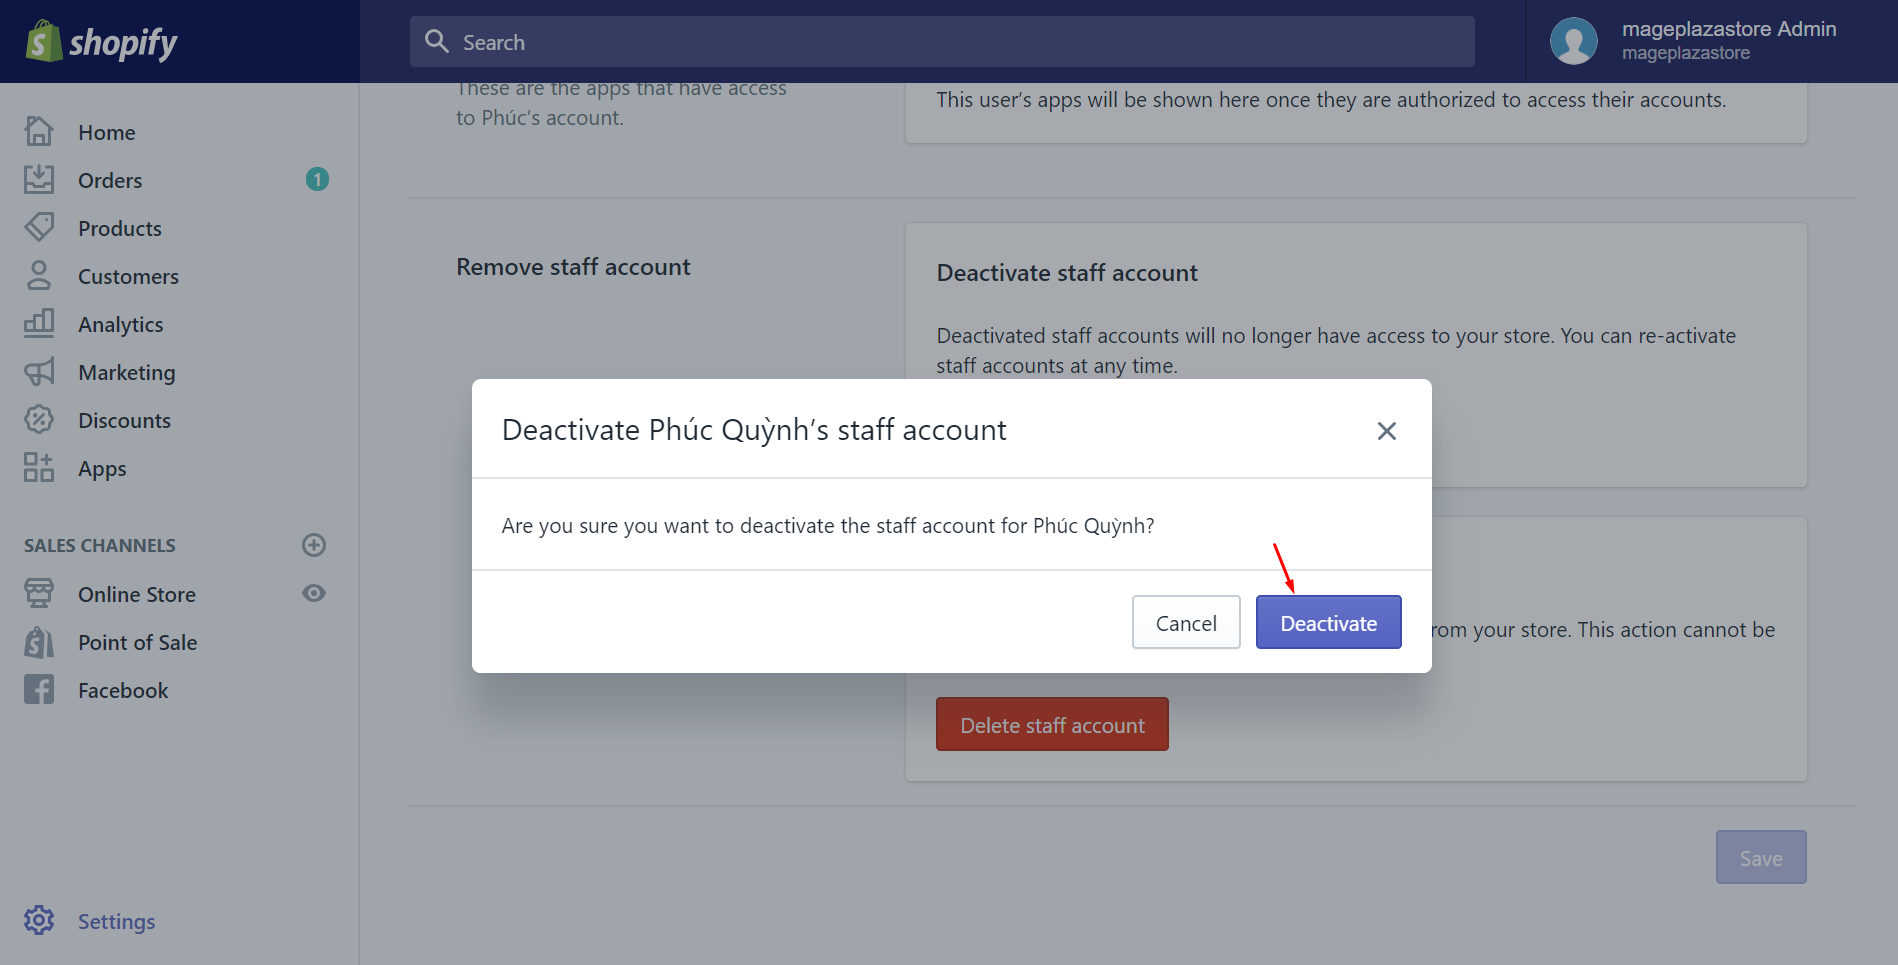 shopify
Search
mageplazastore Admin
mageplazastore
Home
Orders
1
Products
Customers
Analytics
Marketing
Discounts
Apps
SALES CHANNELS
Online Store
Point of Sale
Facebook
Settings
These are the apps that have access
to Phúc’s account.
This user’s apps will be shown here once they are authorized to access their accounts.
Remove staff account
Deactivate staff account
Deactivated staff accounts will no longer have access to your store. You can re-activate
staff accounts at any time.
Deactivate Phúc Quỳnh’s staff account
Are you sure you want to deactivate the staff account for Phúc Quỳnh?
Cancel
Deactivate
from your store. This action cannot be
Delete staff account
Save